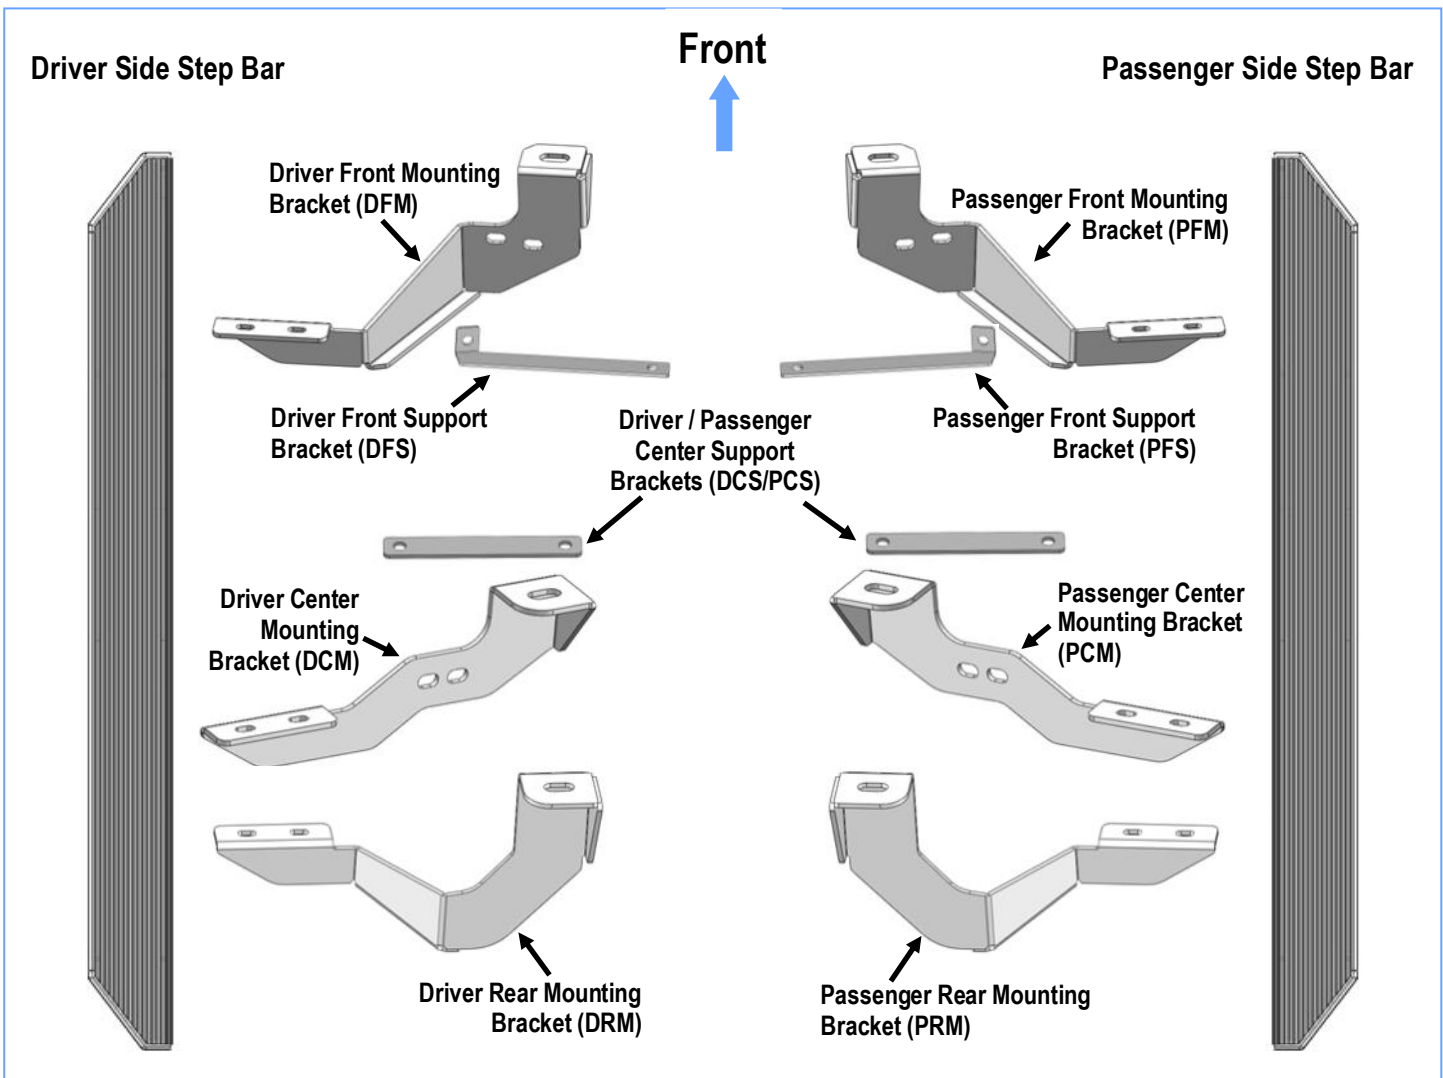 Front
Driver Side Step Bar
Passenger Side Step Bar
Driver Front Mounting
Bracket (DFM)
Passenger Front Mounting
Bracket (PFM)
Driver Front Support
Bracket (DFS)
Driver / Passenger
Center Support
Brackets (DCS/PCS)
Passenger Front Support
Bracket (PFS)
Driver Center
Mounting
Bracket (DCM)
Passenger Center
Mounting Bracket
(PCM)
Driver Rear Mounting
Bracket (DRM)
Passenger Rear Mounting
Bracket (PRM)